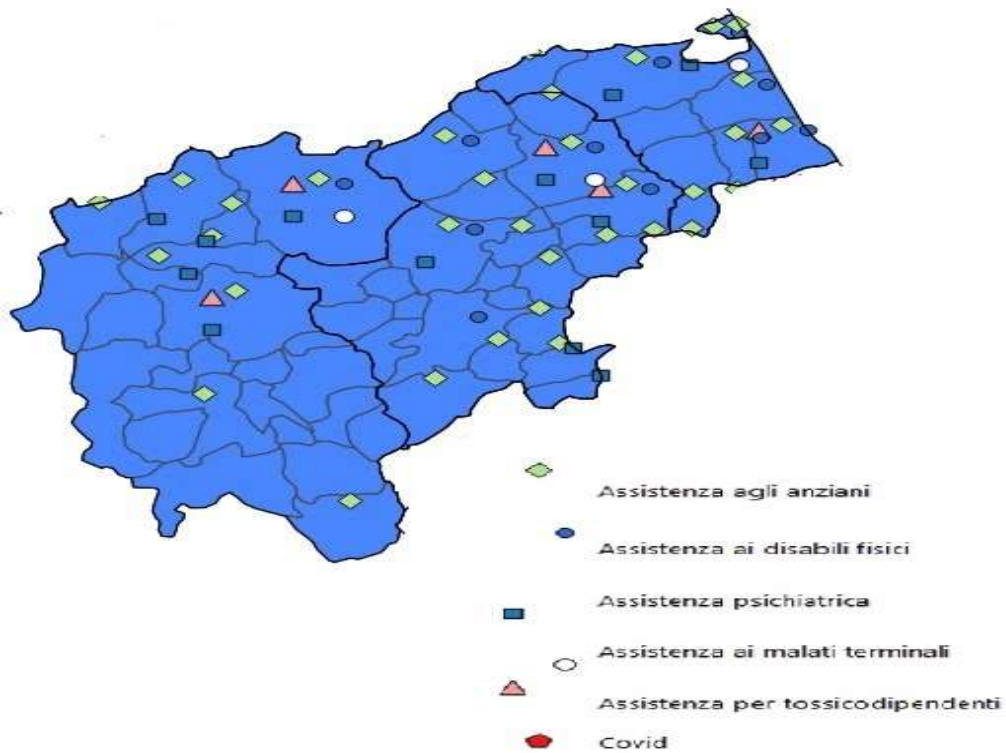 Assistenza agli anziani
Assistenza ai disabili fisici
Assistenza psichiatrica
Assistenza ai malati terminali
Assistenza per tossicodipendenti
Covid